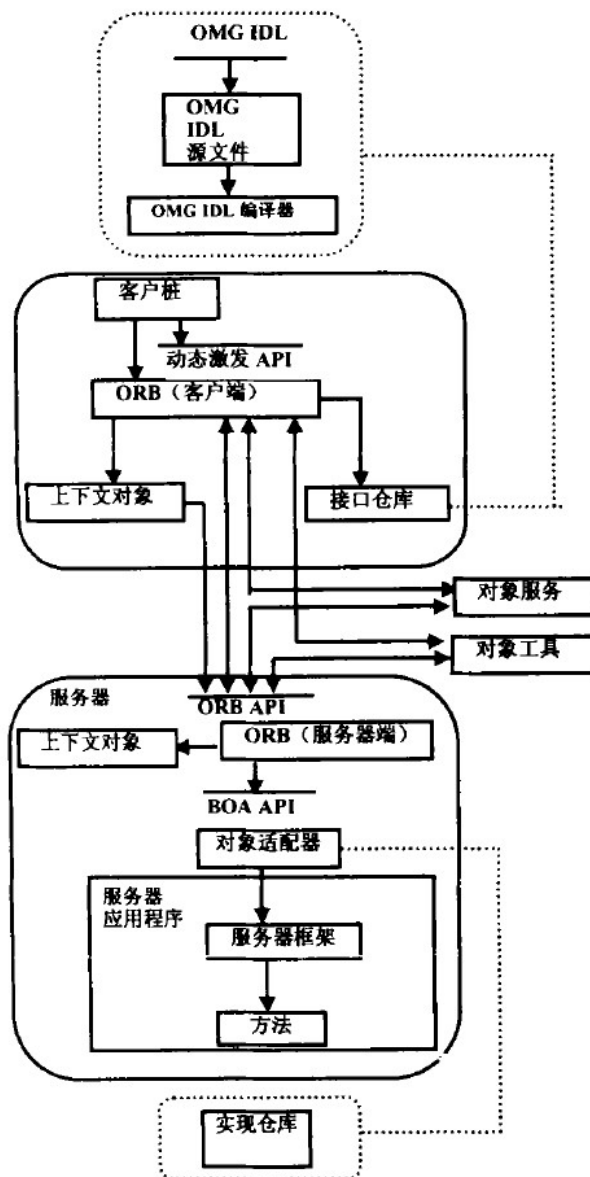 OMG IDL
OMG
IDL
源文件
OMG IDL 编译器
客户桩
动态激发 API
ORB（客户端）
上下文对象
接口仓库
对象服务
对象工具
服务器
ORB API
上下文对象
ORB（服务器端）
BOA API
对象适配器
服务器
应用程序
服务器框架
方法
实现仓库